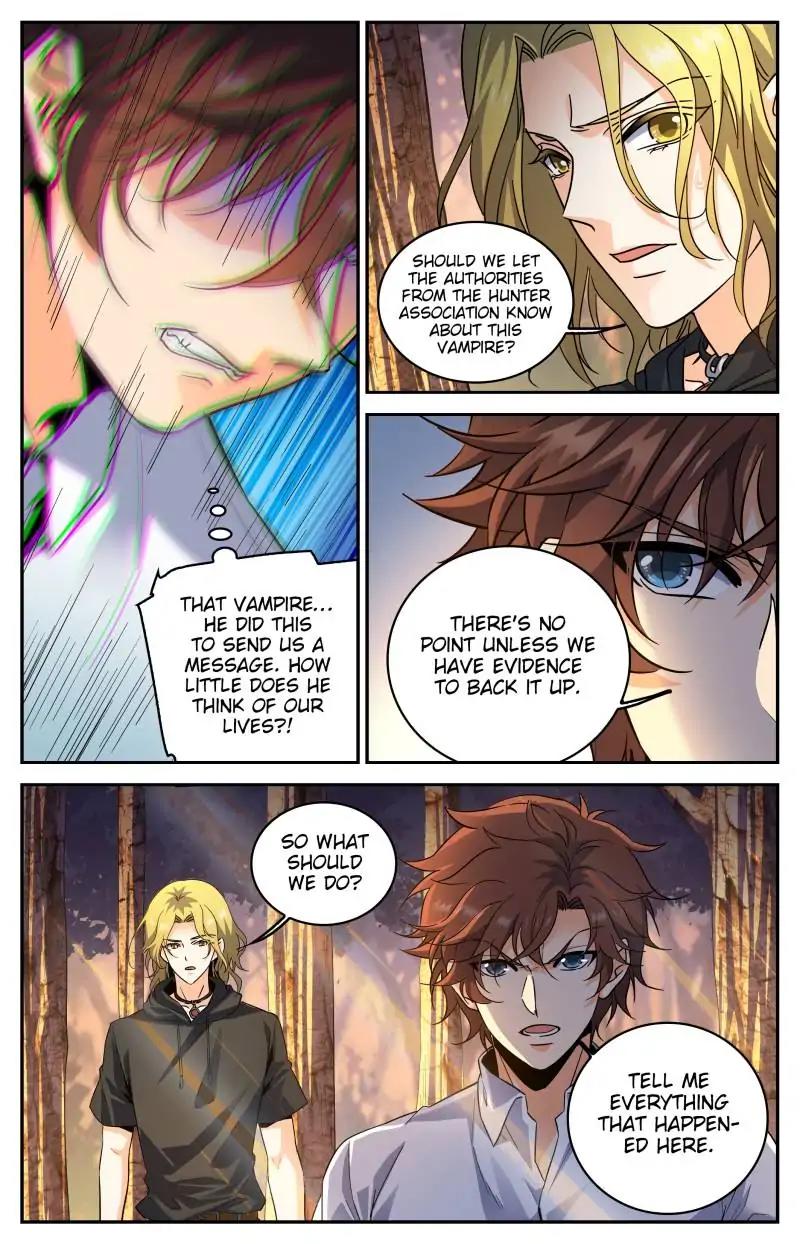 THAT VAMPIRE...
HE DID THIS
TO SEND US A
MESSAGE. HOW
LITTLE DOES HE
THINK OF OUR
LIVES?!
SHOULD WE LET
THE AUTHORITIES
FROM THE HUNTER
ASSOCIATION KNOW
ABOUT THIS
VAMPIRE?
THERE'S NO
POINT UNLESS WE
HAVE EVIDENCE
TO BACK IT UP.
SO WHAT
SHOULD
WE DO?
TELL ME
EVERYTHING
THAT HAPPEN-
ED HERE.